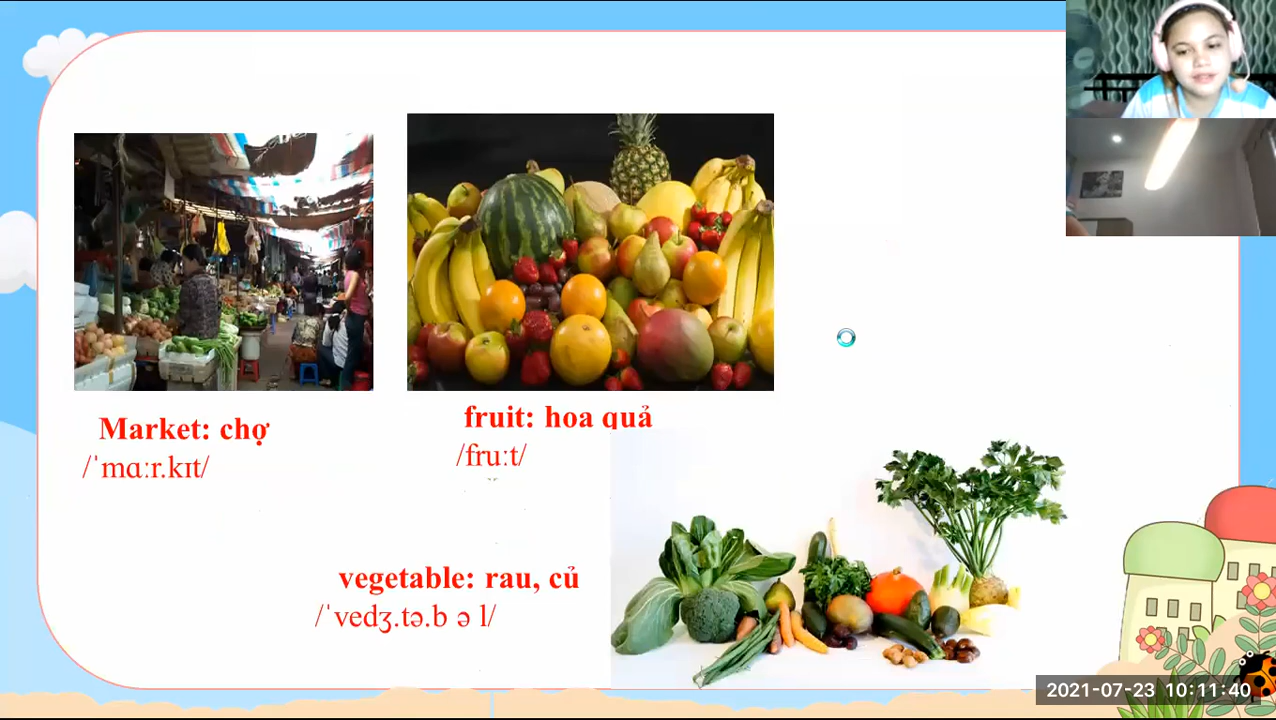 Market: chợ
/ˈmɑːr.kɪt/
fruit: hoa quả
/fruːt/
vegetable: rau, củ
/ˈvedʒ.tə.b ə l/
2021-07-23 10:11:40